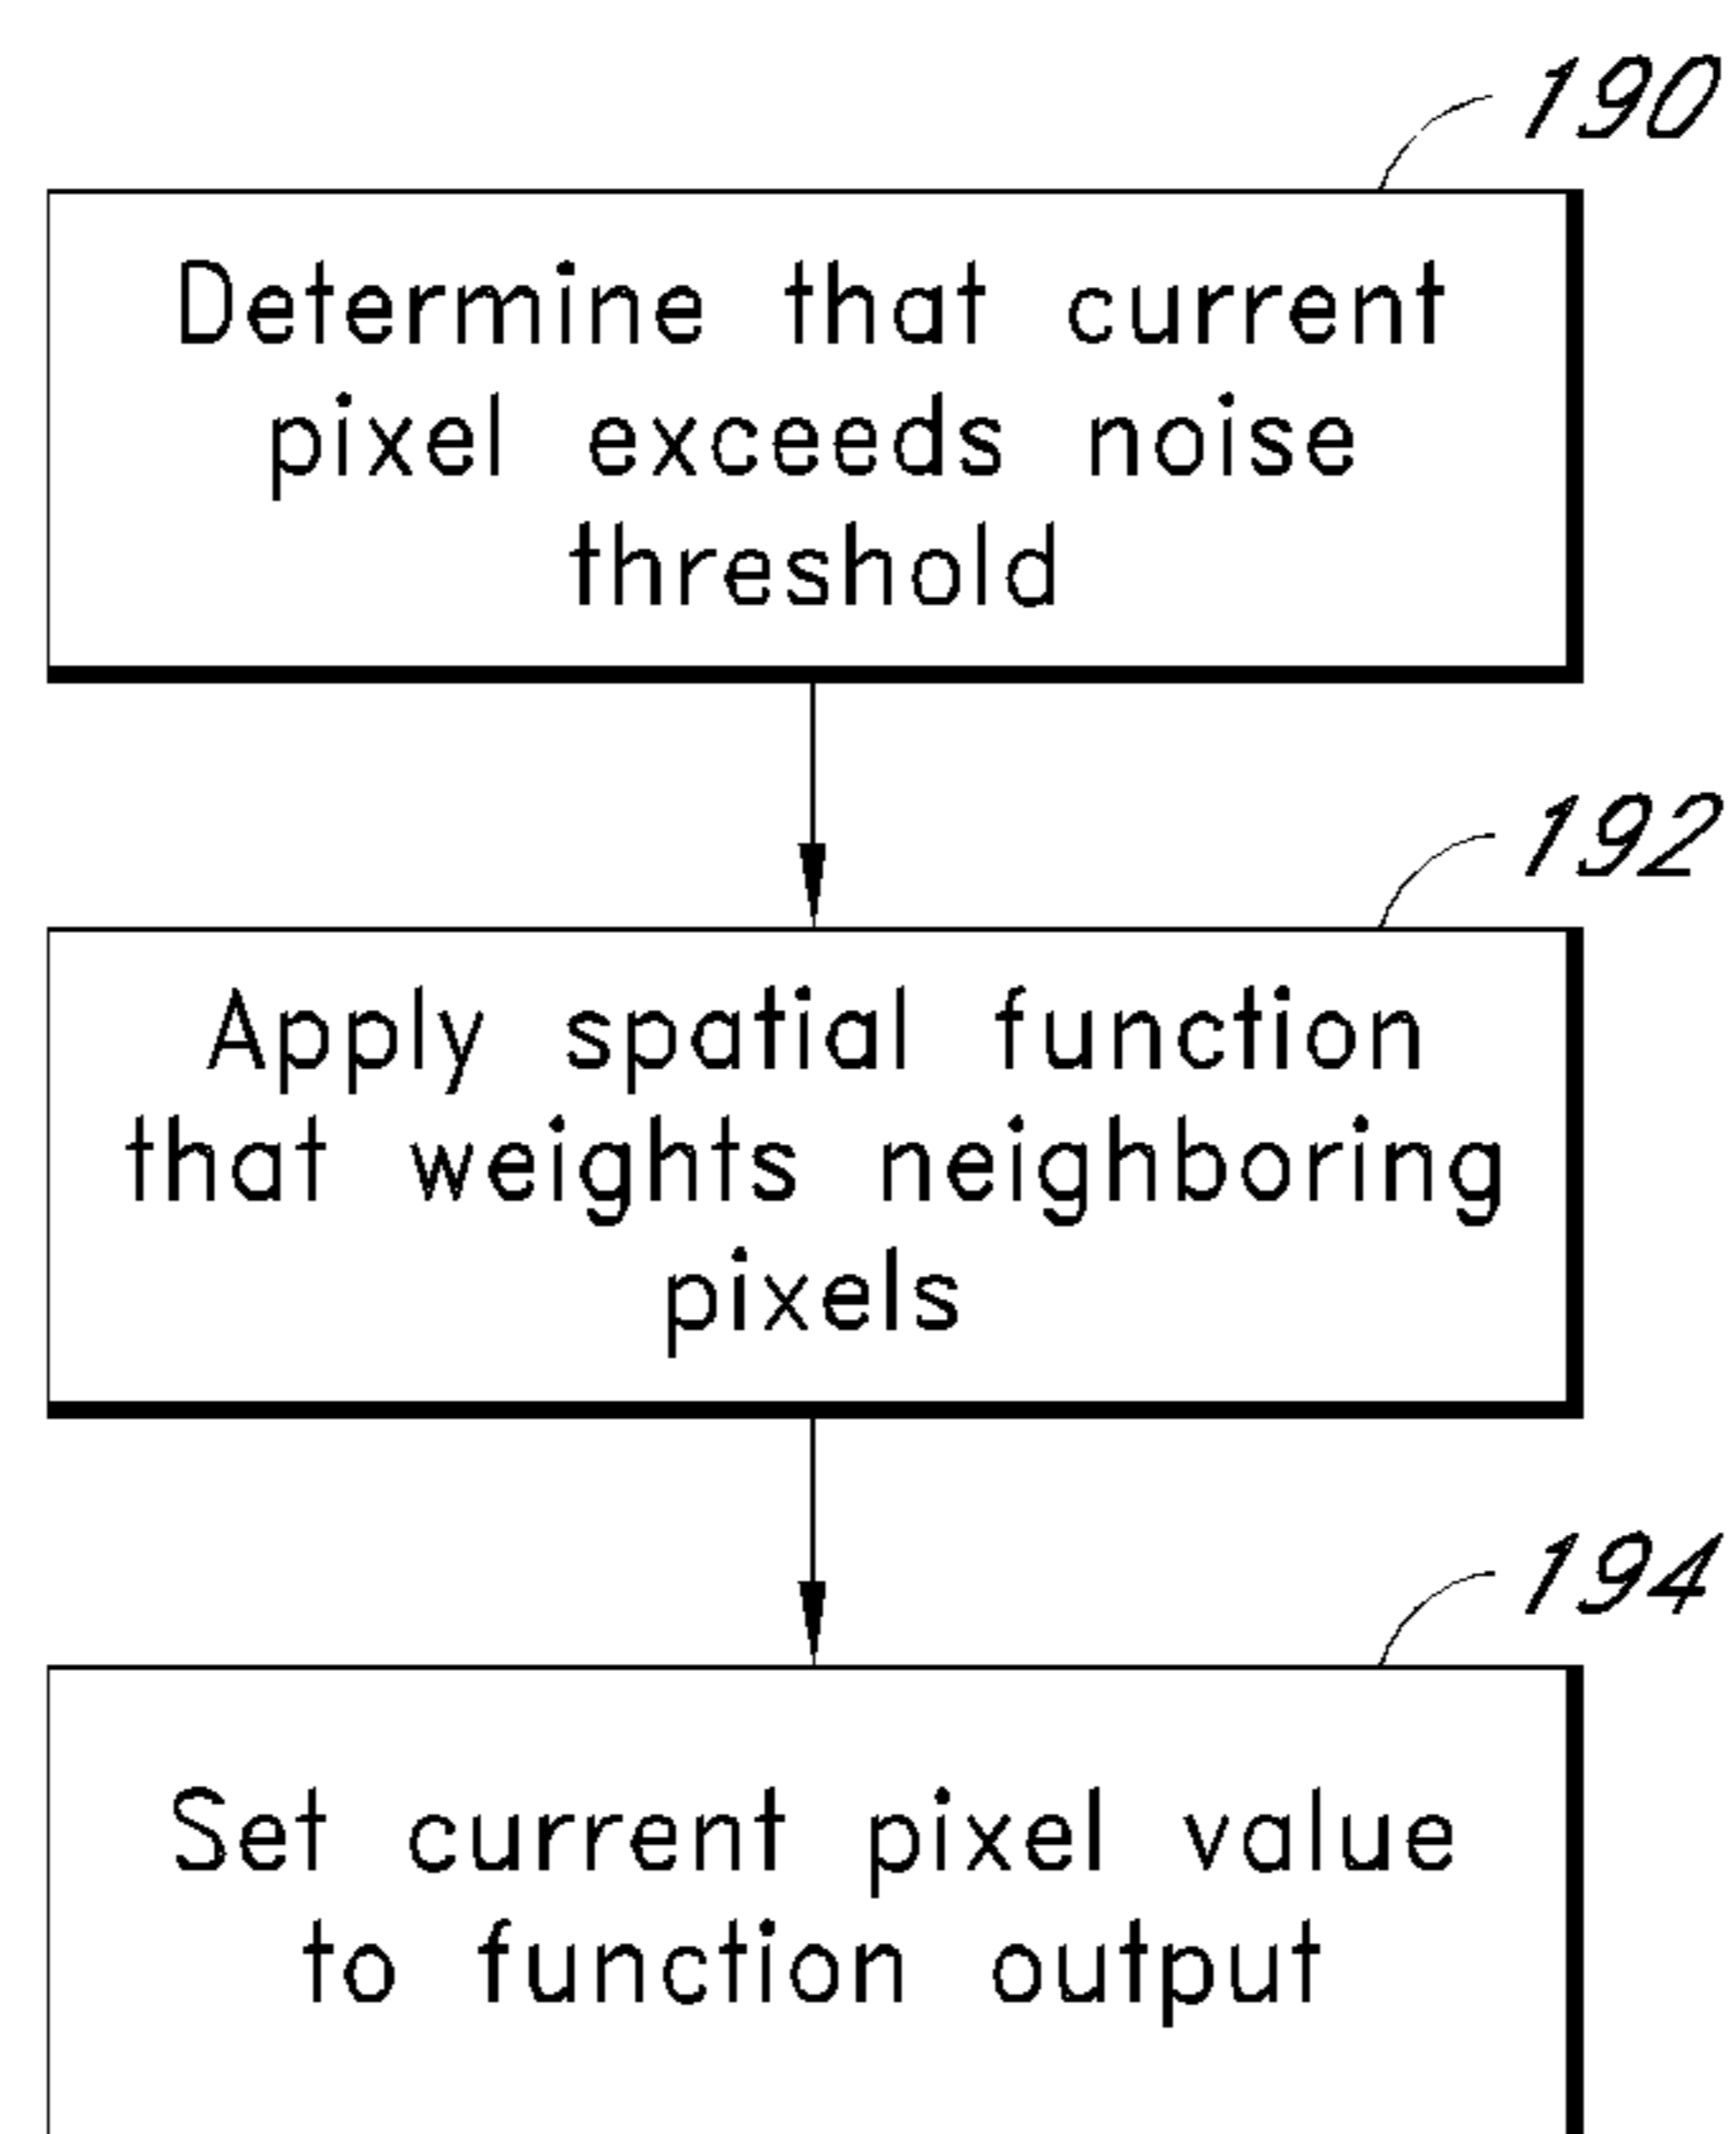 190
Determine that current
pixel exceeds noise
threshold
192
Apply spatial function
that weights neighboring
pixels
194
Set current pixel value
to function output